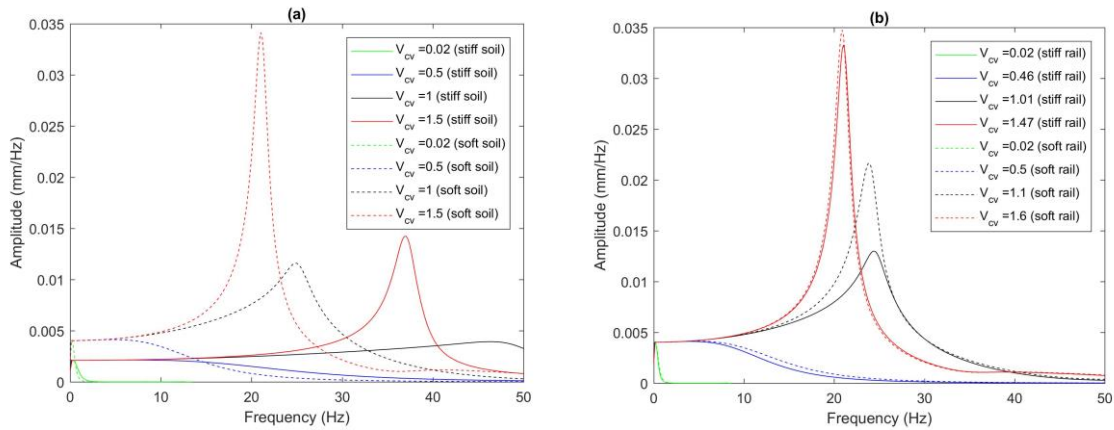 (a)
0.035
0.03
0.025
0.02
0.015
0.01
0.005
0
Amplitude (mm/Hz)
V_cv =0.02 (stiff soil)
V_cv =0.5 (stiff soil)
V_cv =1 (stiff soil)
V_cv =1.5 (stiff soil)
V_cv =0.02 (soft soil)
V_cv =0.5 (soft soil)
V_cv =1 (soft soil)
V_cv =1.5 (soft soil)
0 10 20 30 40 50
Frequency (Hz)
(b)
0.035
0.03
0.025
0.02
0.015
0.01
0.005
0
Amplitude (mm/Hz)
V_cv =0.02 (stiff rail)
V_cv =0.46 (stiff rail)
V_cv =1.01 (stiff rail)
V_cv =1.47 (stiff rail)
V_cv =0.02 (soft rail)
V_cv =0.5 (soft rail)
V_cv =1.1 (soft rail)
V_cv =1.6 (soft rail)
0 10 20 30 40 50
Frequency (Hz)